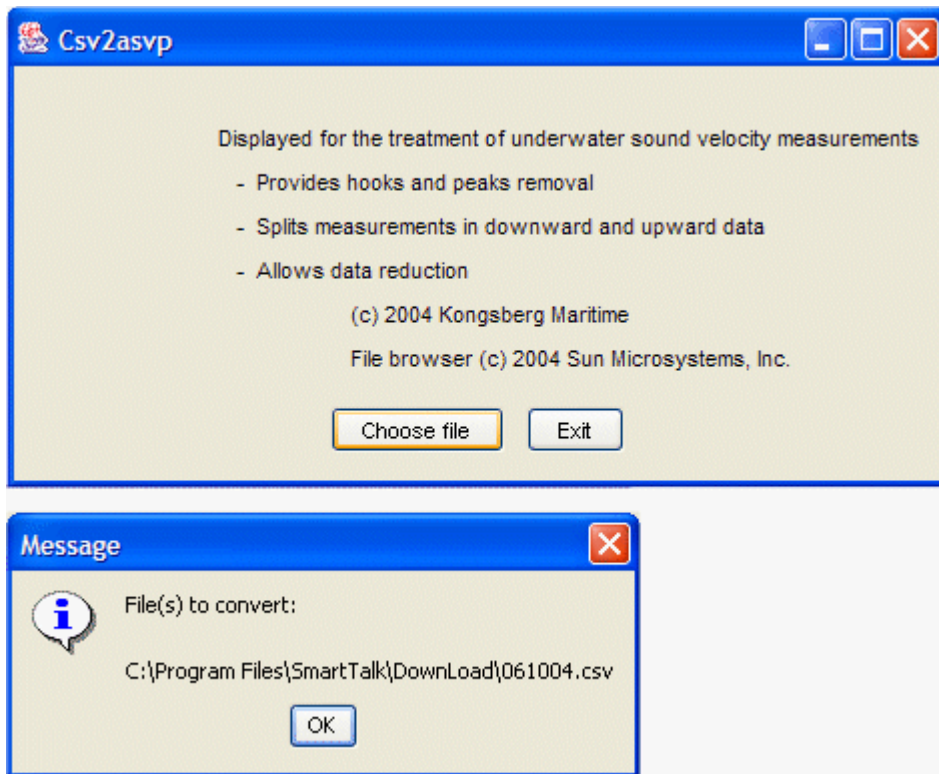 Csv2asvp
Displayed for the treatment of underwater sound velocity measurements
- Provides hooks and peaks removal
- Splits measurements in downward and upward data
- Allows data reduction
(c) 2004 Kongsberg Maritime
File browser (c) 2004 Sun Microsystems, Inc.
Choose file Exit
Message
File(s) to convert:
C:\Program Files\SmartTalk\DownLoad\061004.csv
OK